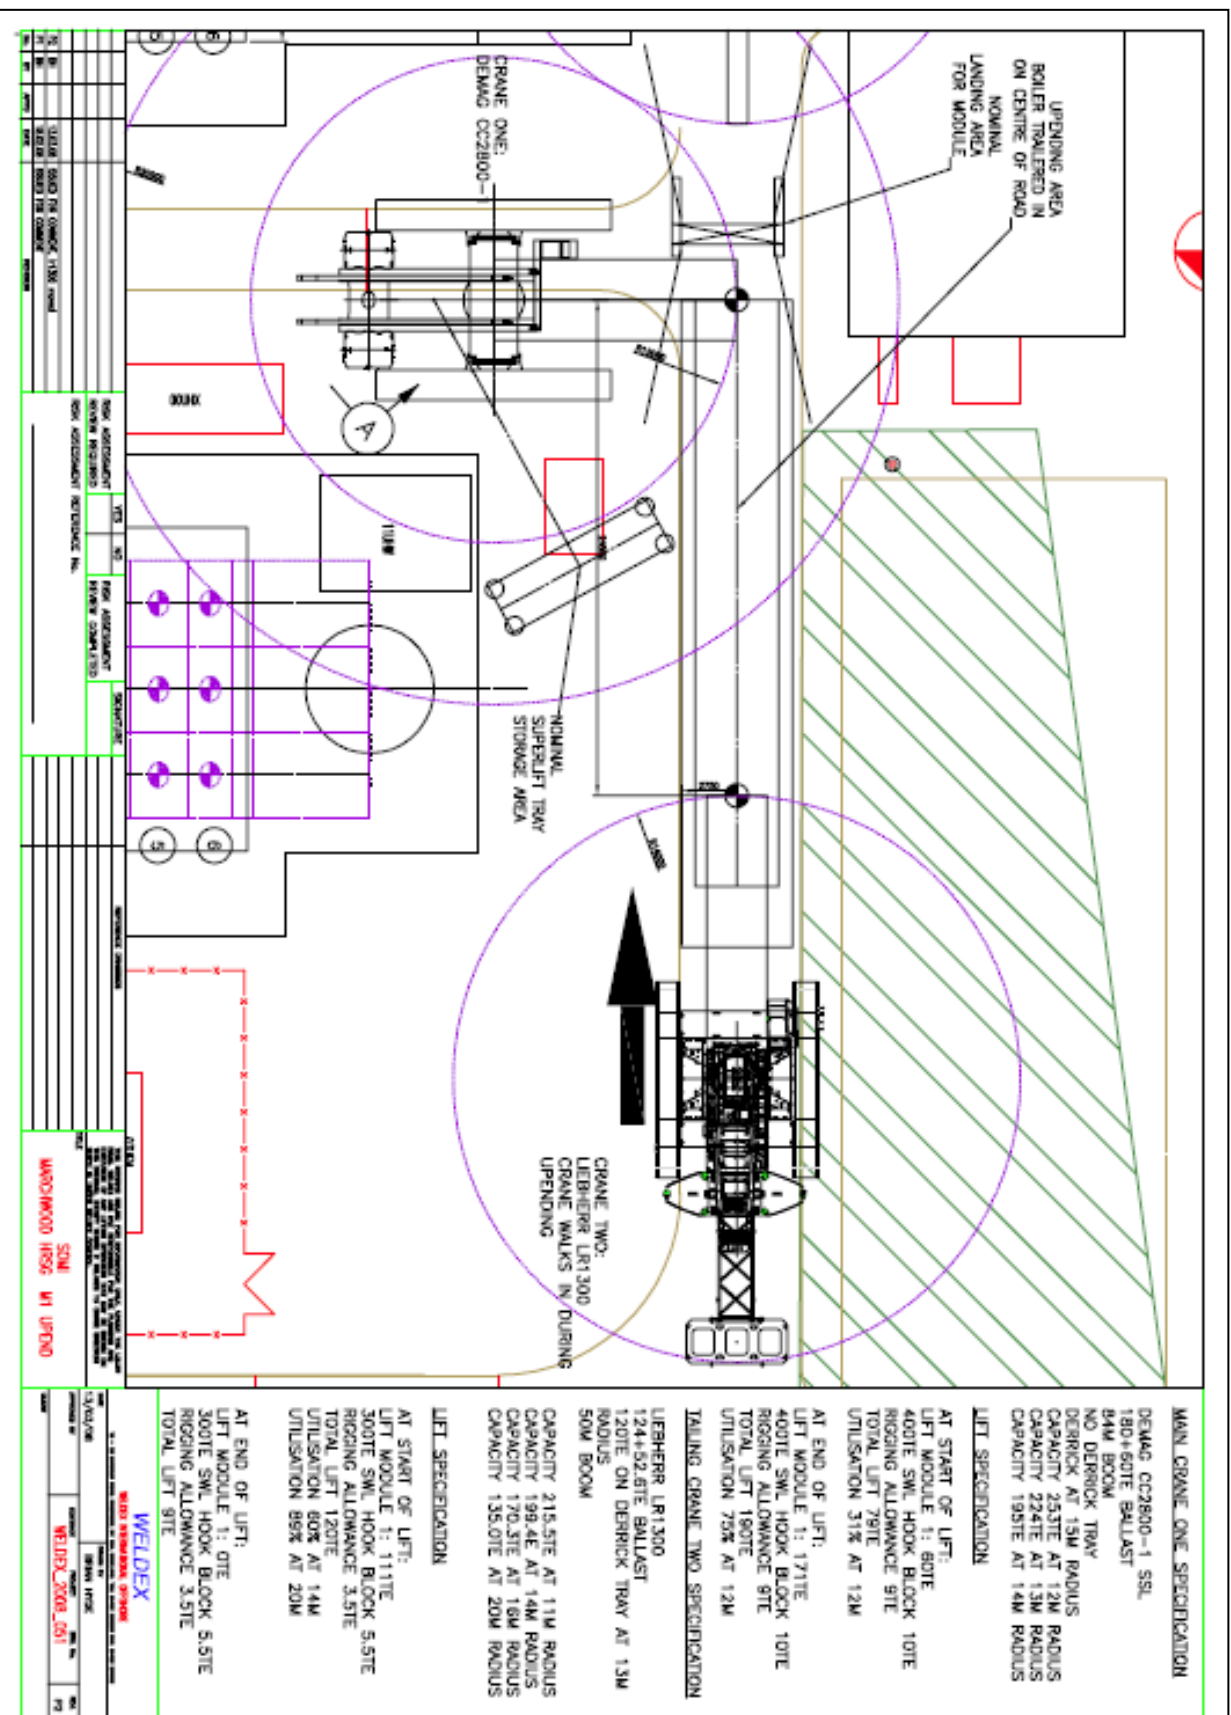 UPENDING AREA
BOILER TRAILERED IN
ON CENTRE OF ROAD
NOMINAL
LANDING AREA
FOR MODULE
CRANE ONE:
DEMAG CC2800-1
A
NOMINAL
SUPERLIFT TRAY
STORAGE AREA
11UHW
5
6
5
6
CRANE TWO:
LIEBHERR LR1300
CRANE WALKS IN DURING
UPENDING
MAIN CRANE ONE SPECIFICATION
DEMAG CC2800-1 SSL
180+60TE BALLAST
84M BOOM
NO DERRICK TRAY
DERRICK AT 15M RADIUS
CAPACITY 253TE AT 12M RADIUS
CAPACITY 224TE AT 13M RADIUS
CAPACITY 195TE AT 14M RADIUS
LIFT SPECIFICATION
AT START OF LIFT:
LIFT MODULE 1: 60TE
400TE SWL HOOK BLOCK 10TE
RIGGING ALLOWANCE 9TE
TOTAL LIFT 79TE
UTILISATION 31% AT 12M
AT END OF LIFT:
LIFT MODULE 1: 171TE
400TE SWL HOOK BLOCK 10TE
RIGGING ALLOWANCE 9TE
TOTAL LIFT 190TE
UTILISATION 75% AT 12M
TAILING CRANE TWO SPECIFICATION
LIEBHERR LR1300
124+52.6TE BALLAST
120TE ON DERRICK TRAY AT 13M
RADIUS
50M BOOM
CAPACITY 215.5TE AT 11M RADIUS
CAPACITY 199.4E AT 14M RADIUS
CAPACITY 170.3TE AT 16M RADIUS
CAPACITY 135.0TE AT 20M RADIUS
LIFT SPECIFICATION
AT START OF LIFT:
LIFT MODULE 1: 111TE
300TE SWL HOOK BLOCK 5.5TE
RIGGING ALLOWANCE 3.5TE
TOTAL LIFT 120TE
UTILISATION 60% AT 14M
UTILISATION 89% AT 20M
AT END OF LIFT:
LIFT MODULE 1: 0TE
300TE SWL HOOK BLOCK 5.5TE
RIGGING ALLOWANCE 3.5TE
TOTAL LIFT 9TE
RISK ASSESSMENT
REVIEW REQUIRED
YES
NO
RISK ASSESSMENT
REVIEW COMPLETED
SIGNATURE
RISK ASSESSMENT REFERENCE No.
REFERENCE DRAWINGS
TITLE
SDMI
MARCHWOOD HRSG M1 UPEND
WELDEX
WELDEX_2008_051
P2